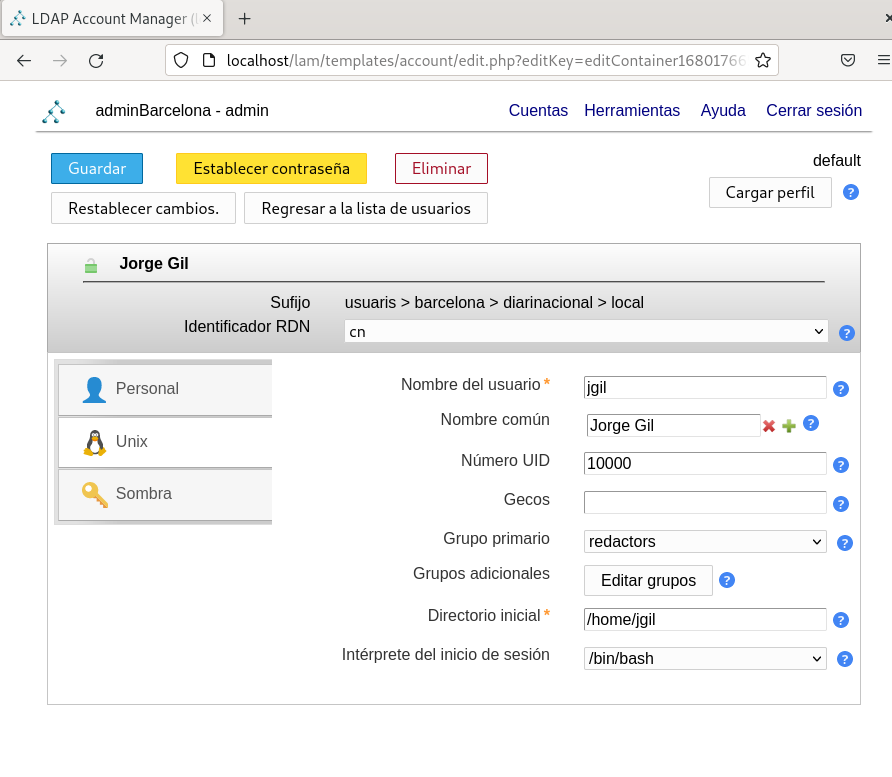 LDAP Account Manager (
localhost/lam/templates/account/edit.php?editKey=editContainer16801766
adminBarcelona - admin
Cuentas Herramientas Ayuda Cerrar sesión
Guardar Establecer contraseña Eliminar
default
Cargar perfil ?
Restablecer cambios. Regresar a la lista de usuarios
Jorge Gil
Sufijo usuaris > barcelona > diarinacional > local
Identificador RDN cn ?
Personal
Unix
Sombra
Nombre del usuario* jgil ?
Nombre común Jorge Gil ?
Número UID 10000 ?
Gecos ?
Grupo primario redactors ?
Grupos adicionales Editar grupos ?
Directorio inicial* /home/jgil ?
Intérprete del inicio de sesión /bin/bash ?